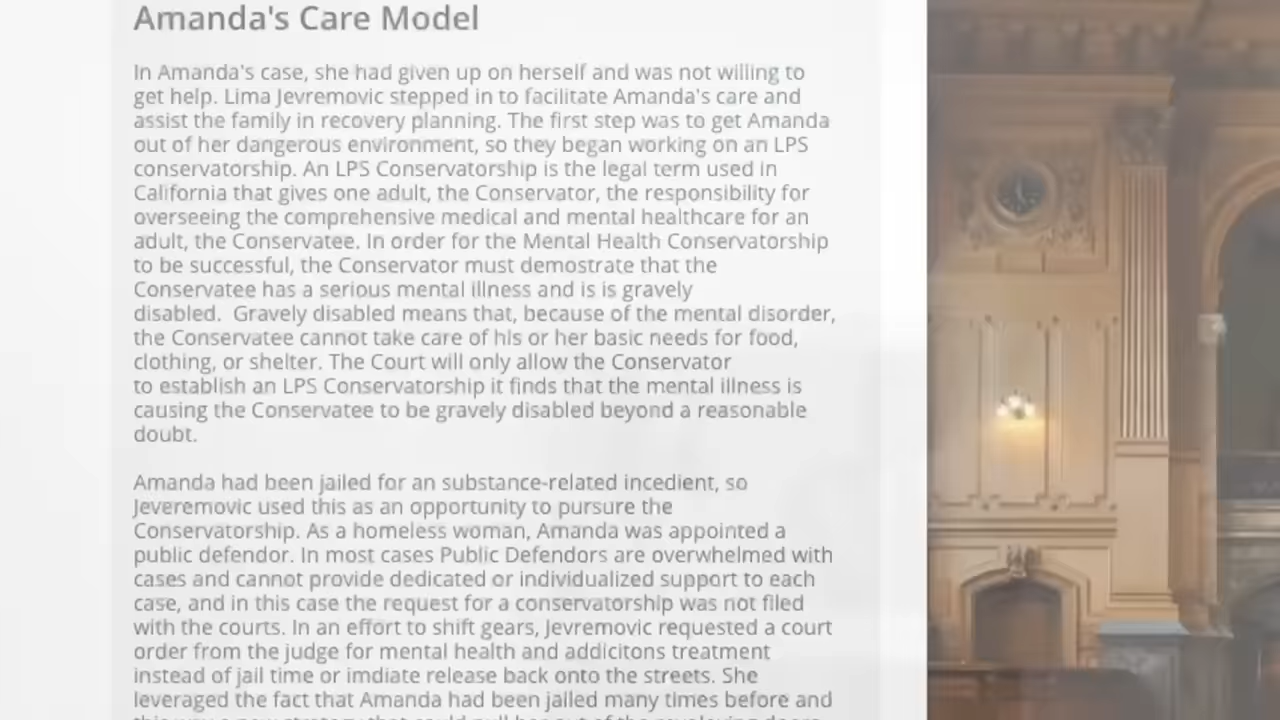 Amanda's Care Model
In Amanda's case, she had given up on herself and was not willing to
get help. Lima Jevremovic stepped in to facilitate Amanda's care and
assist the family in recovery planning. The first step was to get Amanda
out of her dangerous environment, so they began working on an LPS
conservatorship. An LPS Conservatorship is the legal term used in
California that gives one adult, the Conservator, the responsibility for
overseeing the comprehensive medical and mental healthcare for an
adult, the Conservatee. In order for the Mental Health Conservatorship
to be successful, the Conservator must demostrate that the
Conservatee has a serious mental illness and is is gravely
disabled.  Gravely disabled means that, because of the mental disorder,
the Conservatee cannot take care of his or her basic needs for food,
clothing, or shelter. The Court will only allow the Conservator
to establish an LPS Conservatorship it finds that the mental illness is
causing the Conservatee to be gravely disabled beyond a reasonable
doubt.
Amanda had been jailed for an substance-related incedient, so
Jeveremovic used this as an opportunity to pursue the
Conservatorship. As a homeless woman, Amanda was appointed a
public defendor. In most cases Public Defendors are overwhelmed with
cases and cannot provide dedicated or individualized support to each
case, and in this case the request for a conservatorship was not filed
with the courts. In an effort to shift gears, Jevremovic requested a court
order from the judge for mental health and addicitons treatment
instead of jail time or imdiate release back onto the streets. She
leveraged the fact that Amanda had been jailed many times before and